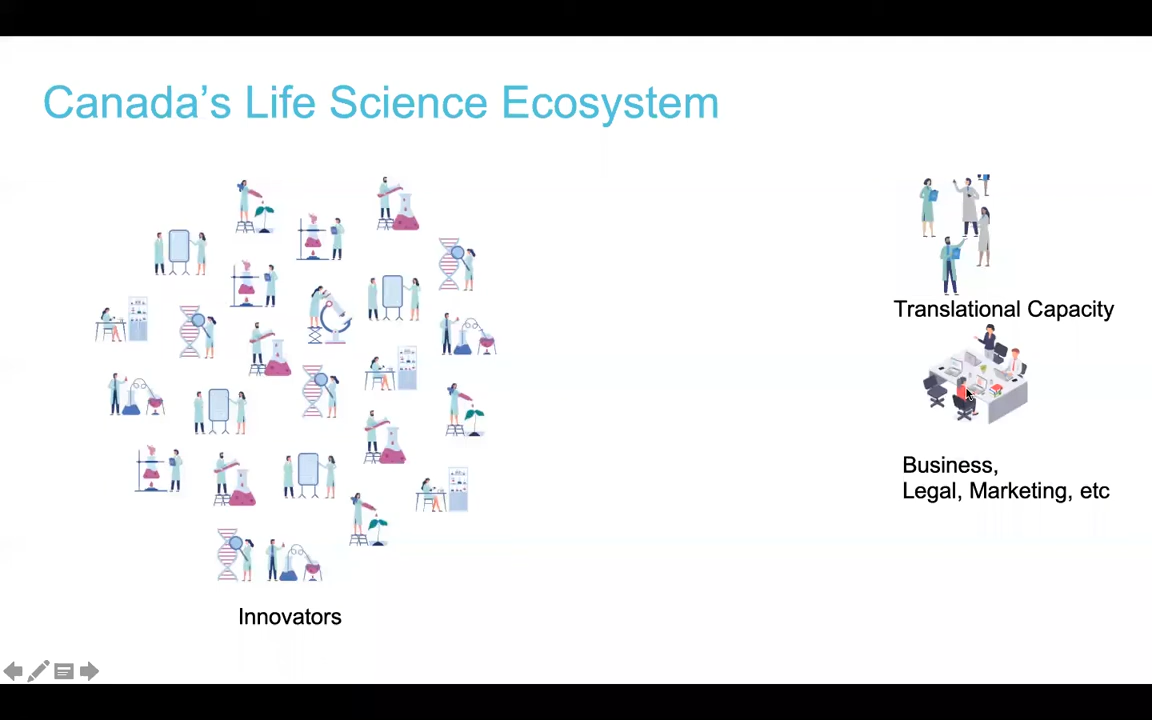 Canada's Life Science Ecosystem
Translational Capacity
Business,
Legal, Marketing, etc
Innovators